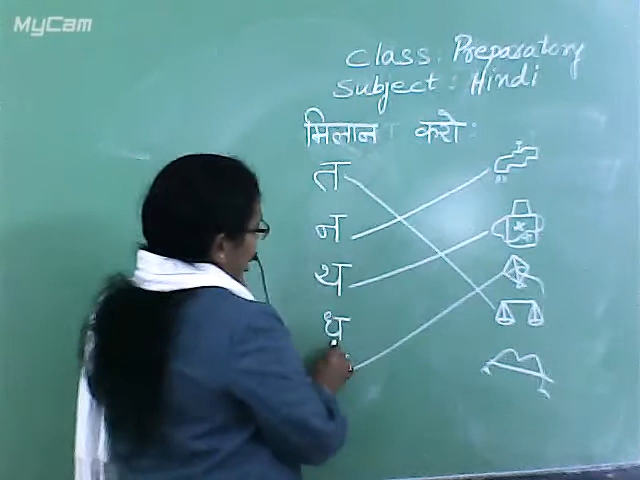 MyCam
Class : Preparatory
Subject : Hindi
मिलान करो :
त
न
थ
ध